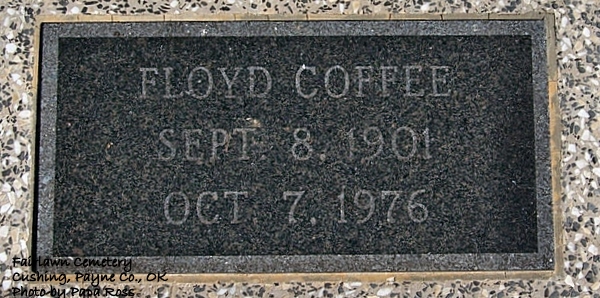 FLOYD COFFEE
SEPT 8, 1901
OCT 7, 1976
Fairlawn Cemetery
Cushing, Payne Co., OK
Photo by Papa Ross